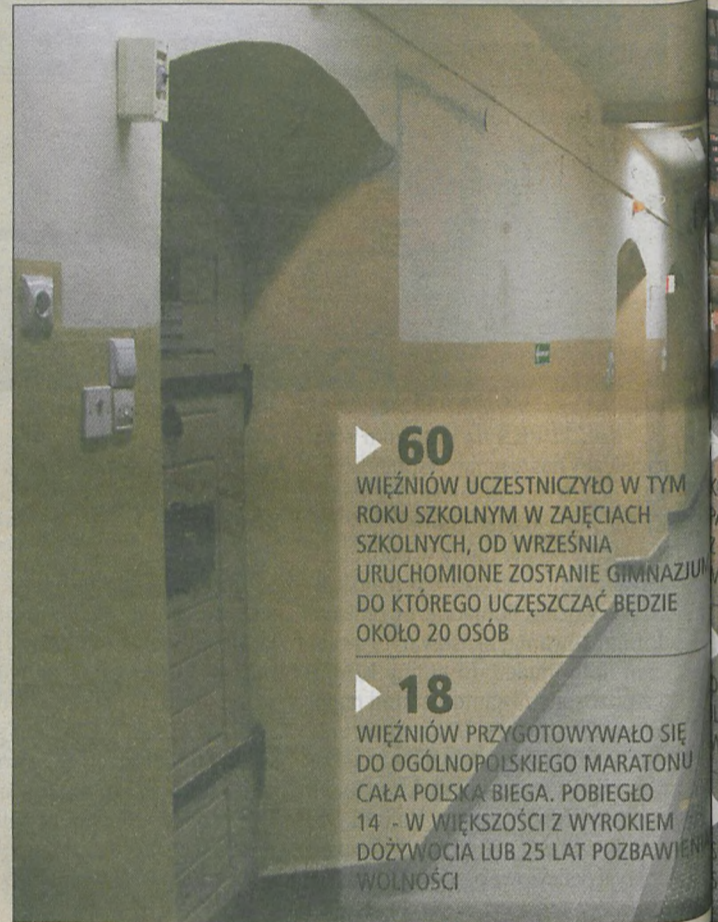 60
WIĘŹNIÓW UCZESTNICZYŁO W TYM
ROKU SZKOLNYM W ZAJĘCIACH
SZKOLNYCH, OD WRZEŚNIA
URUCHOMIONE ZOSTANIE GIMNAZJUM
DO KTÓREGO UCZĘSZCZAĆ BĘDZIE
OKOŁO 20 OSÓB
18
WIĘŹNIÓW PRZYGOTOWYWAŁO SIĘ
DO OGÓLNOPOLSKIEGO MARATONU
CAŁA POLSKA BIEGA. POBIEGŁO
14 - W WIĘKSZOŚCI Z WYROKIEM
DOŻYWOCIA LUB 25 LAT POZBAWIENI
WOLNOŚCI